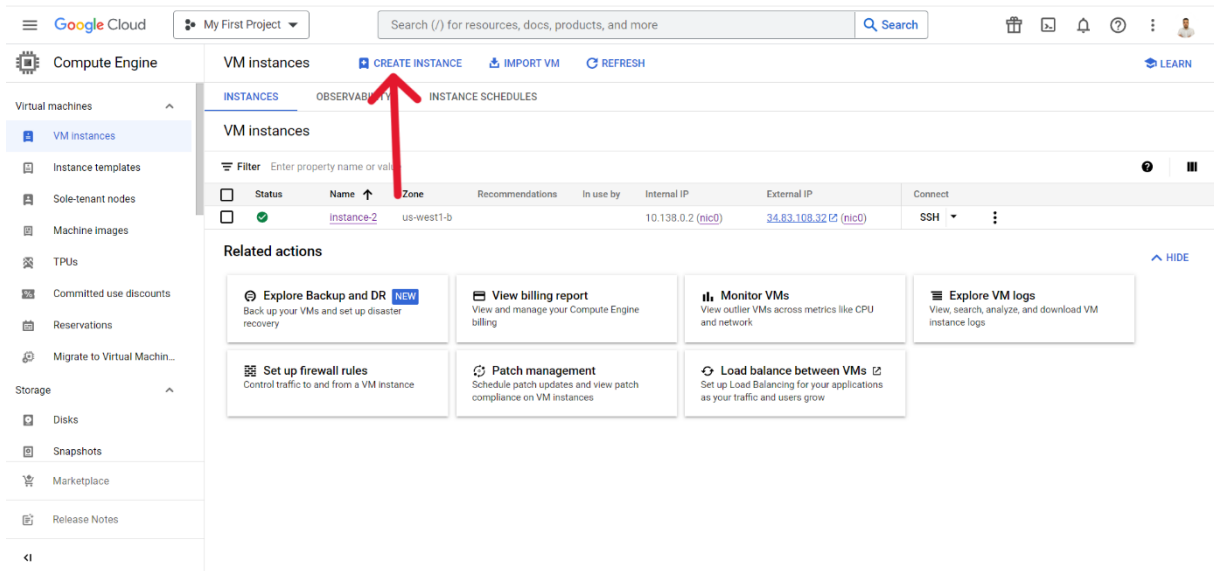 Google Cloud
My First Project
Search (/) for resources, docs, products, and more
Search
Compute Engine
VM instances
CREATE INSTANCE
IMPORT VM
REFRESH
LEARN
Virtual machines
VM instances
Instance templates
Sole-tenant nodes
Machine images
TPUs
Committed use discounts
Reservations
Migrate to Virtual Machin...
Storage
Disks
Snapshots
Marketplace
Release Notes
INSTANCES
OBSERVABILITY
INSTANCE SCHEDULES
VM instances
Filter Enter property name or value
Status Name Zone Recommendations In use by Internal IP External IP Connect
instance-2 us-west1-b 10.138.0.2 (nic0) 34.83.108.32 (nic0) SSH
Related actions
HIDE
Explore Backup and DR NEW
Back up your VMs and set up disaster
recovery
View billing report
View and manage your Compute Engine
billing
Monitor VMs
View outlier VMs across metrics like CPU
and network
Explore VM logs
View, search, analyze, and download VM
instance logs
Set up firewall rules
Control traffic to and from a VM instance
Patch management
Schedule patch updates and view patch
compliance on VM instances
Load balance between VMs
Set up Load Balancing for your applications
as your traffic and users grow